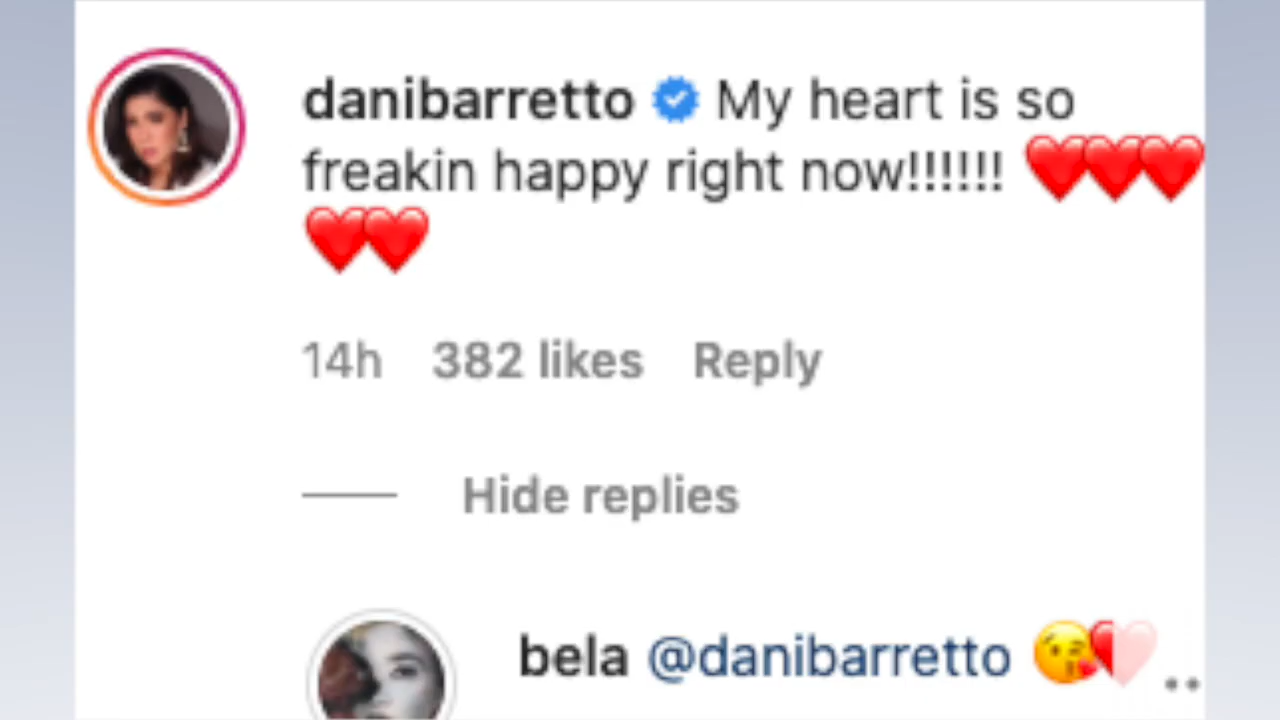 danibarretto My heart is so
freakin happy right now!!!!!! ❤️❤️❤️
❤️❤️
14h 382 likes Reply
Hide replies
bela @danibarretto 😘❤️